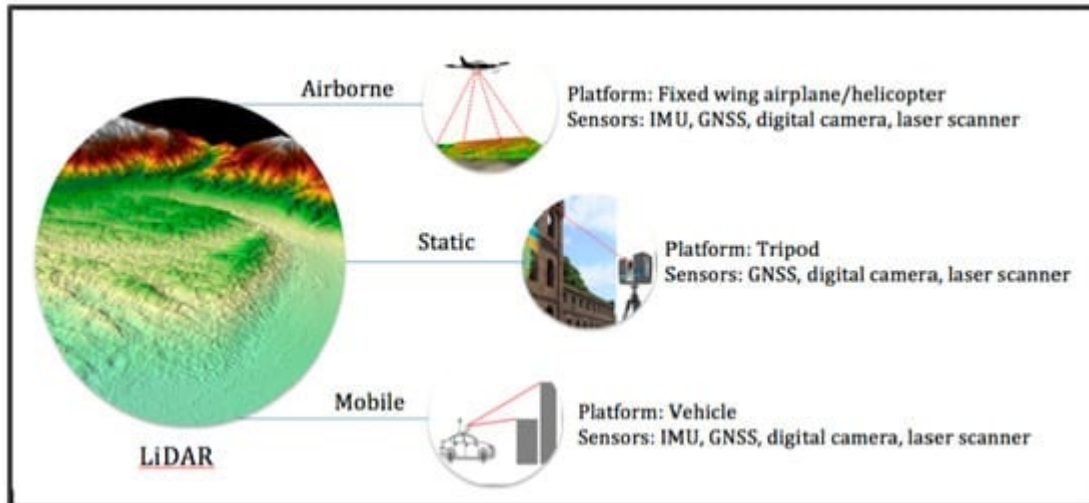 Airborne
Platform: Fixed wing airplane/helicopter
Sensors: IMU, GNSS, digital camera, laser scanner
Static
Platform: Tripod
Sensors: GNSS, digital camera, laser scanner
Mobile
Platform: Vehicle
Sensors: IMU, GNSS, digital camera, laser scanner
LiDAR